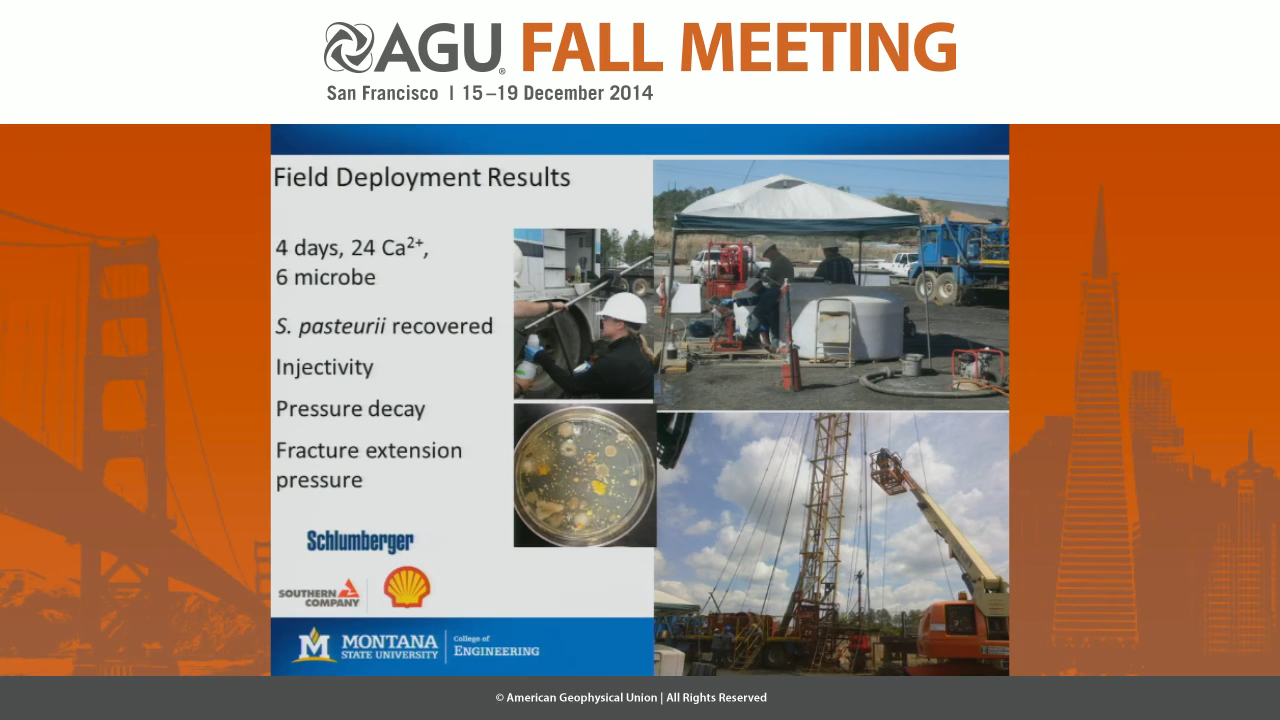 AGU® FALL MEETING
San Francisco | 15–19 December 2014
Field Deployment Results
4 days, 24 Ca²⁺,
6 microbe
S. pasteurii recovered
Injectivity
Pressure decay
Fracture extension
pressure
Schlumberger
SOUTHERN
COMPANY
MONTANA
STATE UNIVERSITY
College of
ENGINEERING
© American Geophysical Union | All Rights Reserved